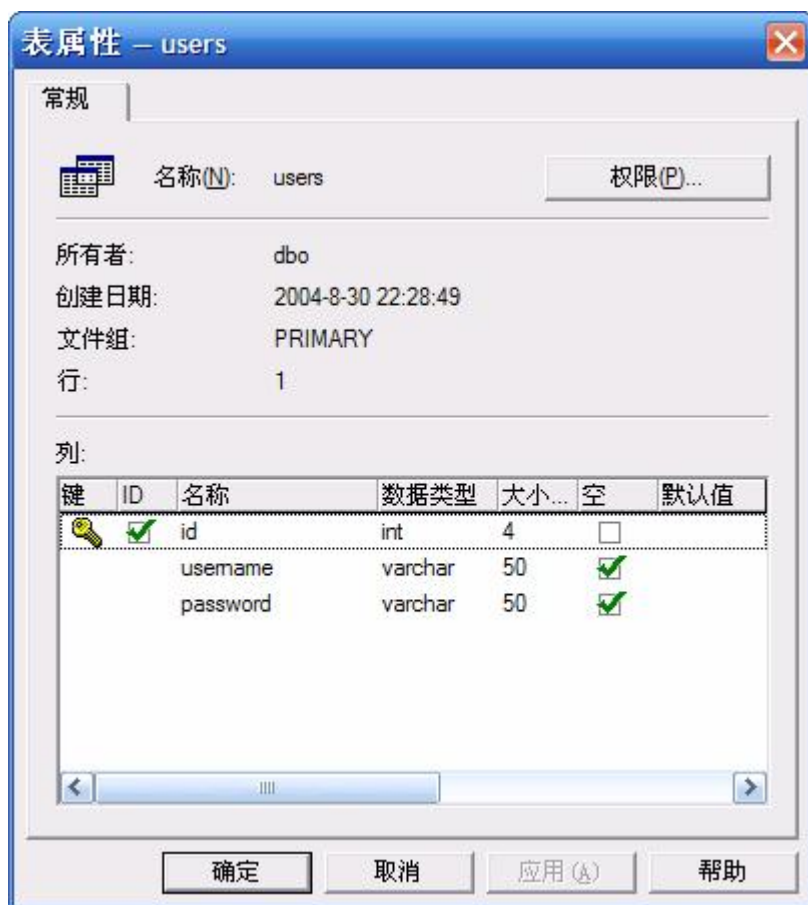 表属性 – users
常规
名称(N): users 权限(P)...
所有者: dbo
创建日期: 2004-8-30 22:28:49
文件组: PRIMARY
行: 1
列:
键 ID 名称 数据类型 大小... 空 默认值
id int 4
username varchar 50
password varchar 50
确定 取消 应用(A) 帮助